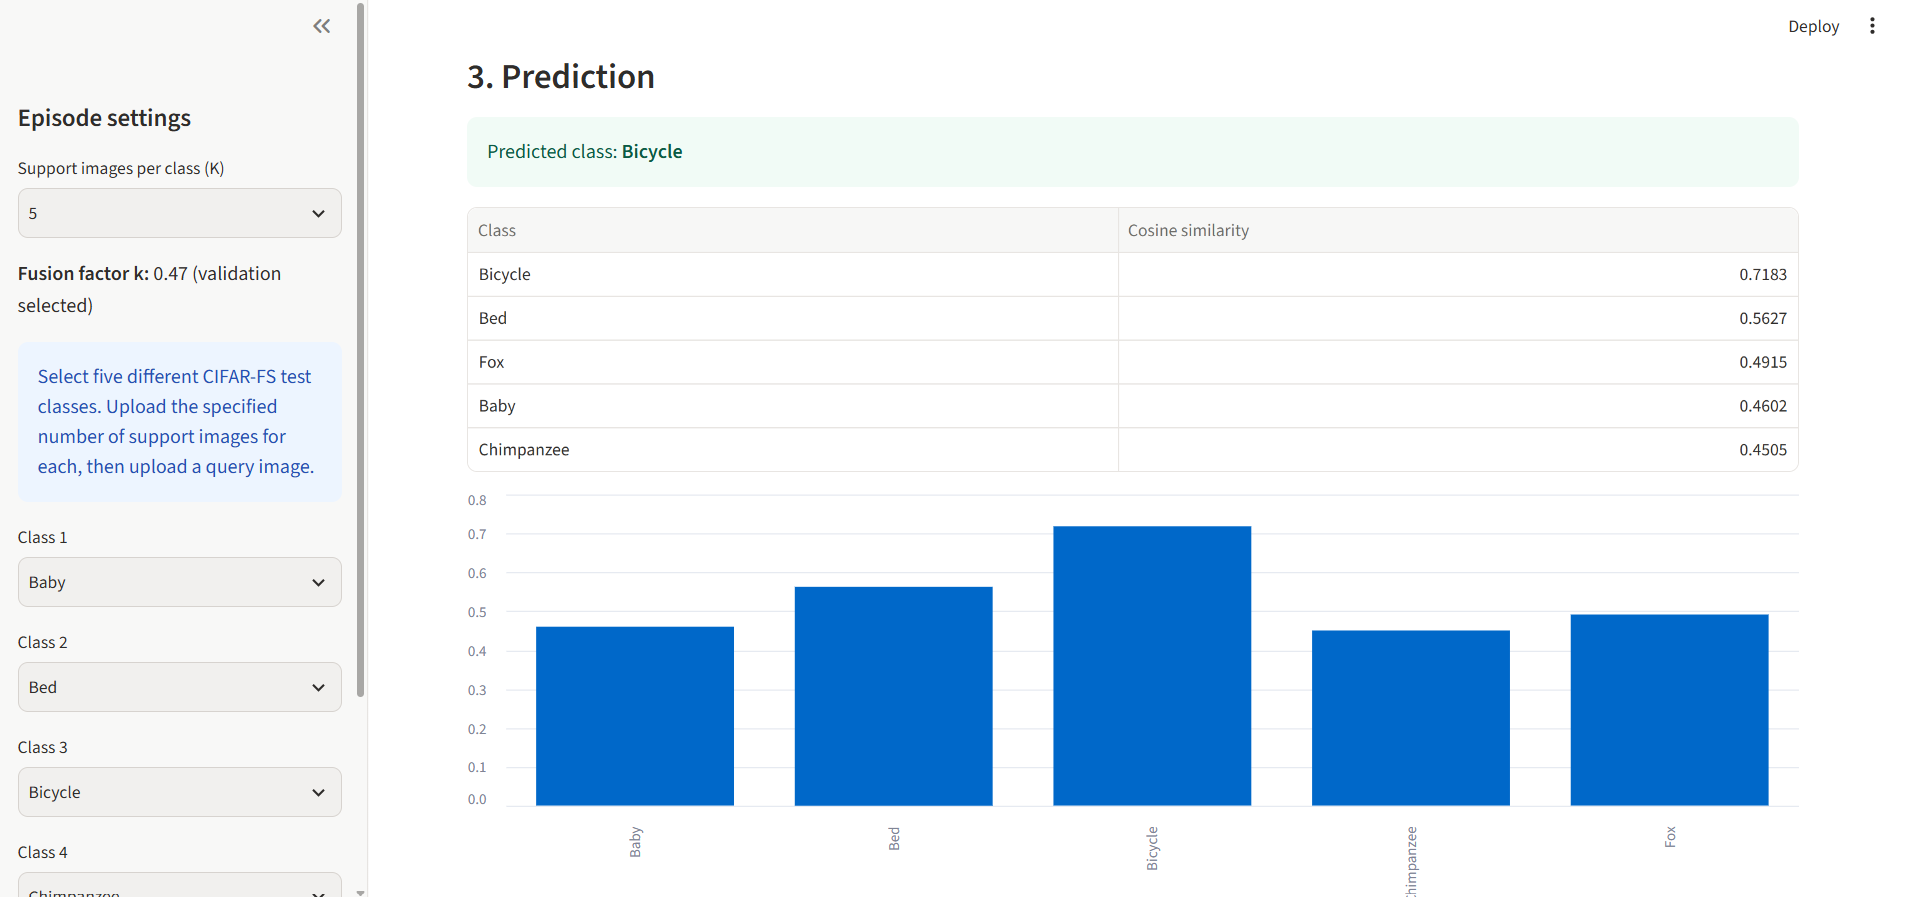 Deploy
Episode settings
Support images per class (K)
5
Fusion factor k: 0.47 (validation
selected)
Select five different CIFAR-FS test
classes. Upload the specified
number of support images for
each, then upload a query image.
Class 1
Baby
Class 2
Bed
Class 3
Bicycle
Class 4
Chimpanzee
3. Prediction
Predicted class: Bicycle
Class Cosine similarity
Bicycle 0.7183
Bed 0.5627
Fox 0.4915
Baby 0.4602
Chimpanzee 0.4505
0.8
0.7
0.6
0.5
0.4
0.3
0.2
0.1
0.0
Baby
Bed
Bicycle
Chimpanzee
Fox